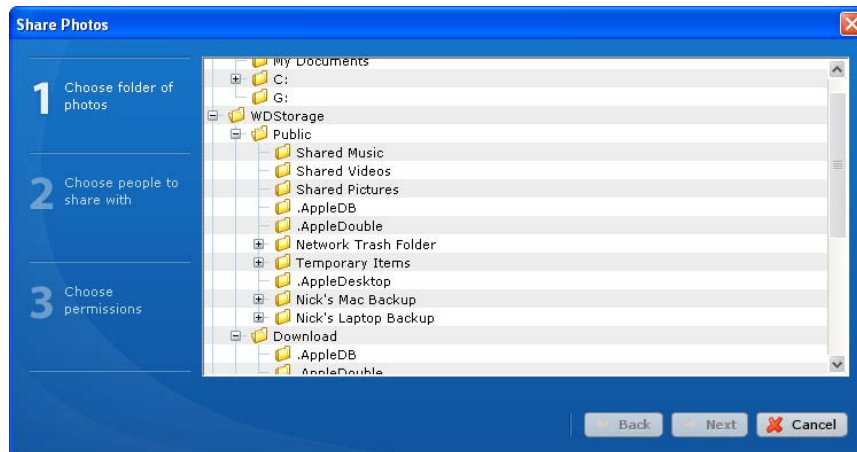 Share Photos
1 Choose folder of
photos
2 Choose people to
share with
3 Choose
permissions
My Documents
C:
G:
WDStorage
Public
Shared Music
Shared Videos
Shared Pictures
.AppleDB
.AppleDouble
Network Trash Folder
Temporary Items
.AppleDesktop
Nick's Mac Backup
Nick's Laptop Backup
Download
.AppleDB
.AppleDouble
Back Next Cancel